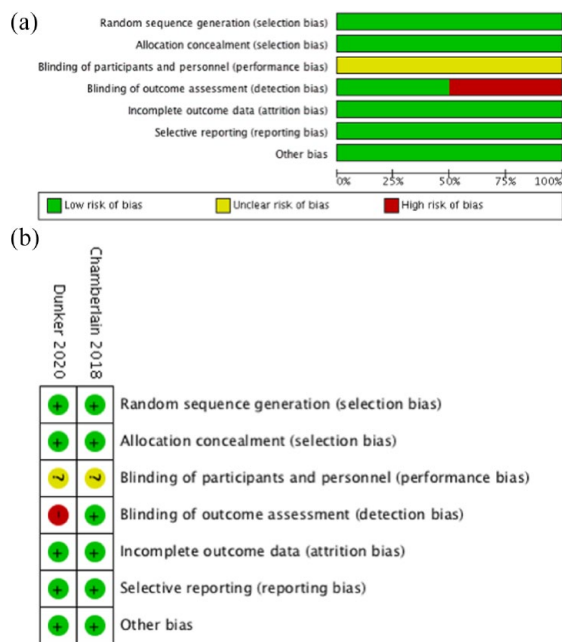 (a)
Random sequence generation (selection bias)
Allocation concealment (selection bias)
Blinding of participants and personnel (performance bias)
Blinding of outcome assessment (detection bias)
Incomplete outcome data (attrition bias)
Selective reporting (reporting bias)
Other bias
0% 25% 50% 75% 100%
Low risk of bias Unclear risk of bias High risk of bias
(b)
Dunker 2020
Chamberlain 2018
+ + Random sequence generation (selection bias)
+ + Allocation concealment (selection bias)
? ? Blinding of participants and personnel (performance bias)
- + Blinding of outcome assessment (detection bias)
+ + Incomplete outcome data (attrition bias)
+ + Selective reporting (reporting bias)
+ + Other bias